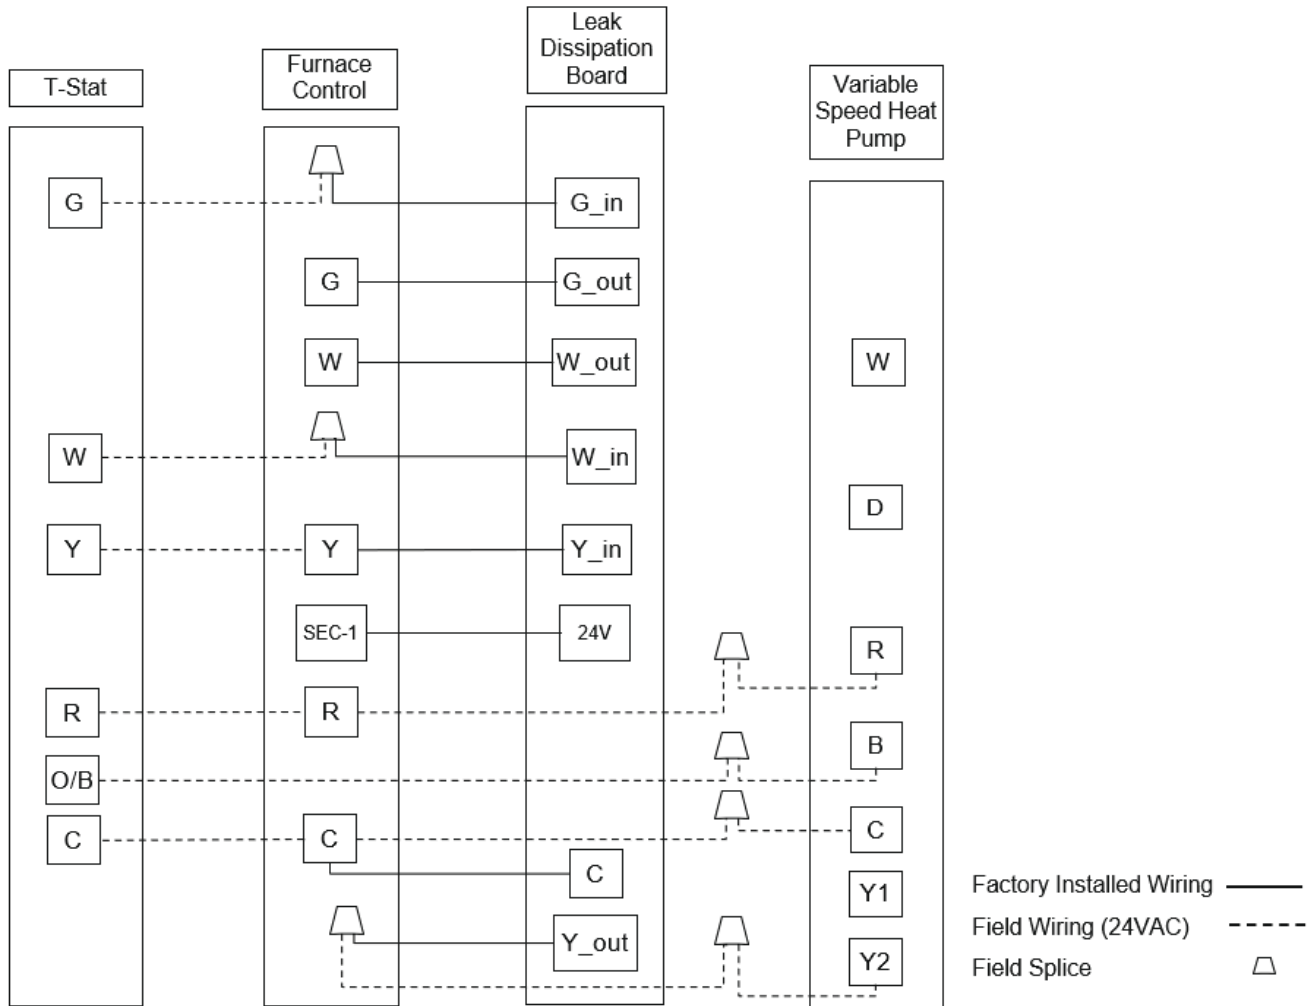 Leak
Dissipation
Board
Furnace
Control
T-Stat
Variable
Speed Heat
Pump
G
G_in
G
G_out
W
W_out
W
W
W_in
D
Y
Y
Y_in
SEC-1
24V
R
R
R
B
O/B
C
C
C
C
Y1
Factory Installed Wiring
Y_out
Field Wiring (24VAC)
Y2
Field Splice